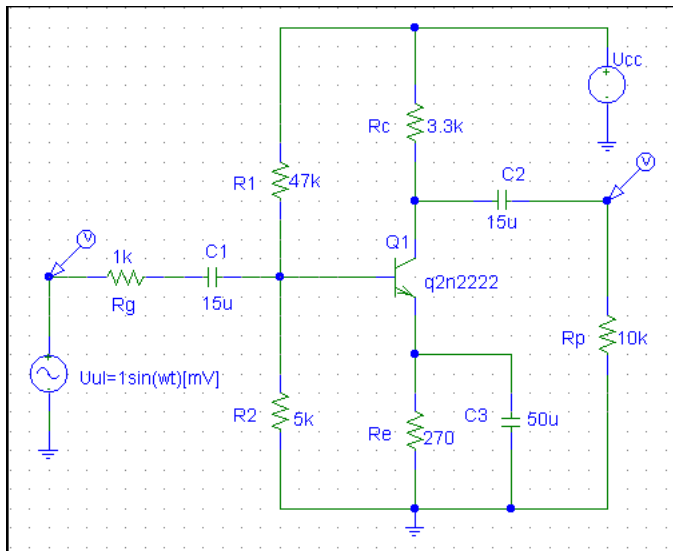 Ucc
+
-
Rc
3.3k
R1
47k
C2
15u
V
V
Q1
q2n2222
1k
Rg
C1
15u
Rp
10k
+
-
Uul=1sin(wt)[mV]
R2
5k
Re
270
C3
50u